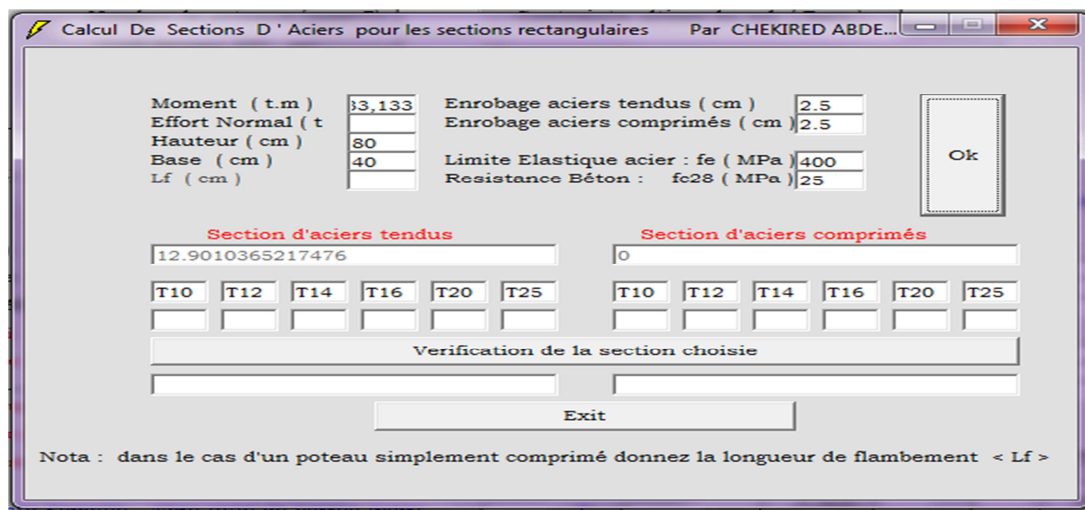 Calcul De Sections D ' Aciers pour les sections rectangulaires Par CHEKIRED ABDE...
Moment ( t.m ) 33,133 Enrobage aciers tendus ( cm ) 2.5
Effort Normal ( t Enrobage aciers comprimés ( cm ) 2.5
Hauteur ( cm ) 80
Base ( cm ) 40 Limite Elastique acier : fe ( MPa ) 400
Lf ( cm ) Resistance Béton : fc28 ( MPa ) 25
Ok
Section d'aciers tendus Section d'aciers comprimés
12.9010365217476 0
T10 T12 T14 T16 T20 T25 T10 T12 T14 T16 T20 T25
Verification de la section choisie
Exit
Nota : dans le cas d'un poteau simplement comprimé donnez la longueur de flambement < Lf >